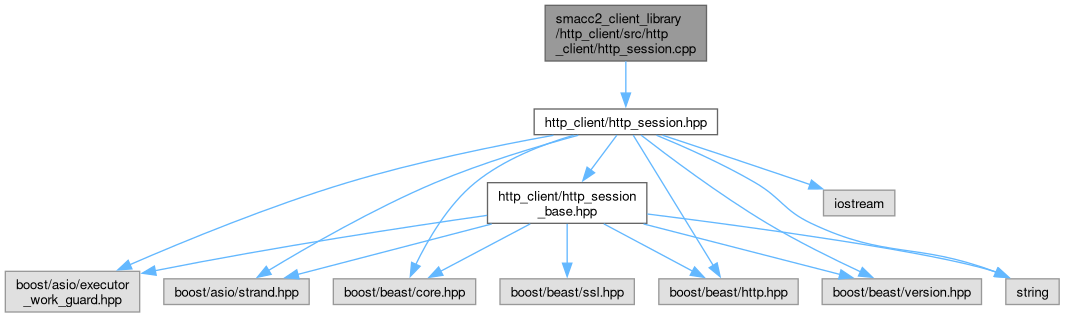 smacc2_client_library
/http_client/src/http
_client/http_session.cpp
http_client/http_session.hpp
http_client/http_session
_base.hpp
iostream
boost/asio/executor
_work_guard.hpp
boost/asio/strand.hpp
boost/beast/core.hpp
boost/beast/ssl.hpp
boost/beast/http.hpp
boost/beast/version.hpp
string